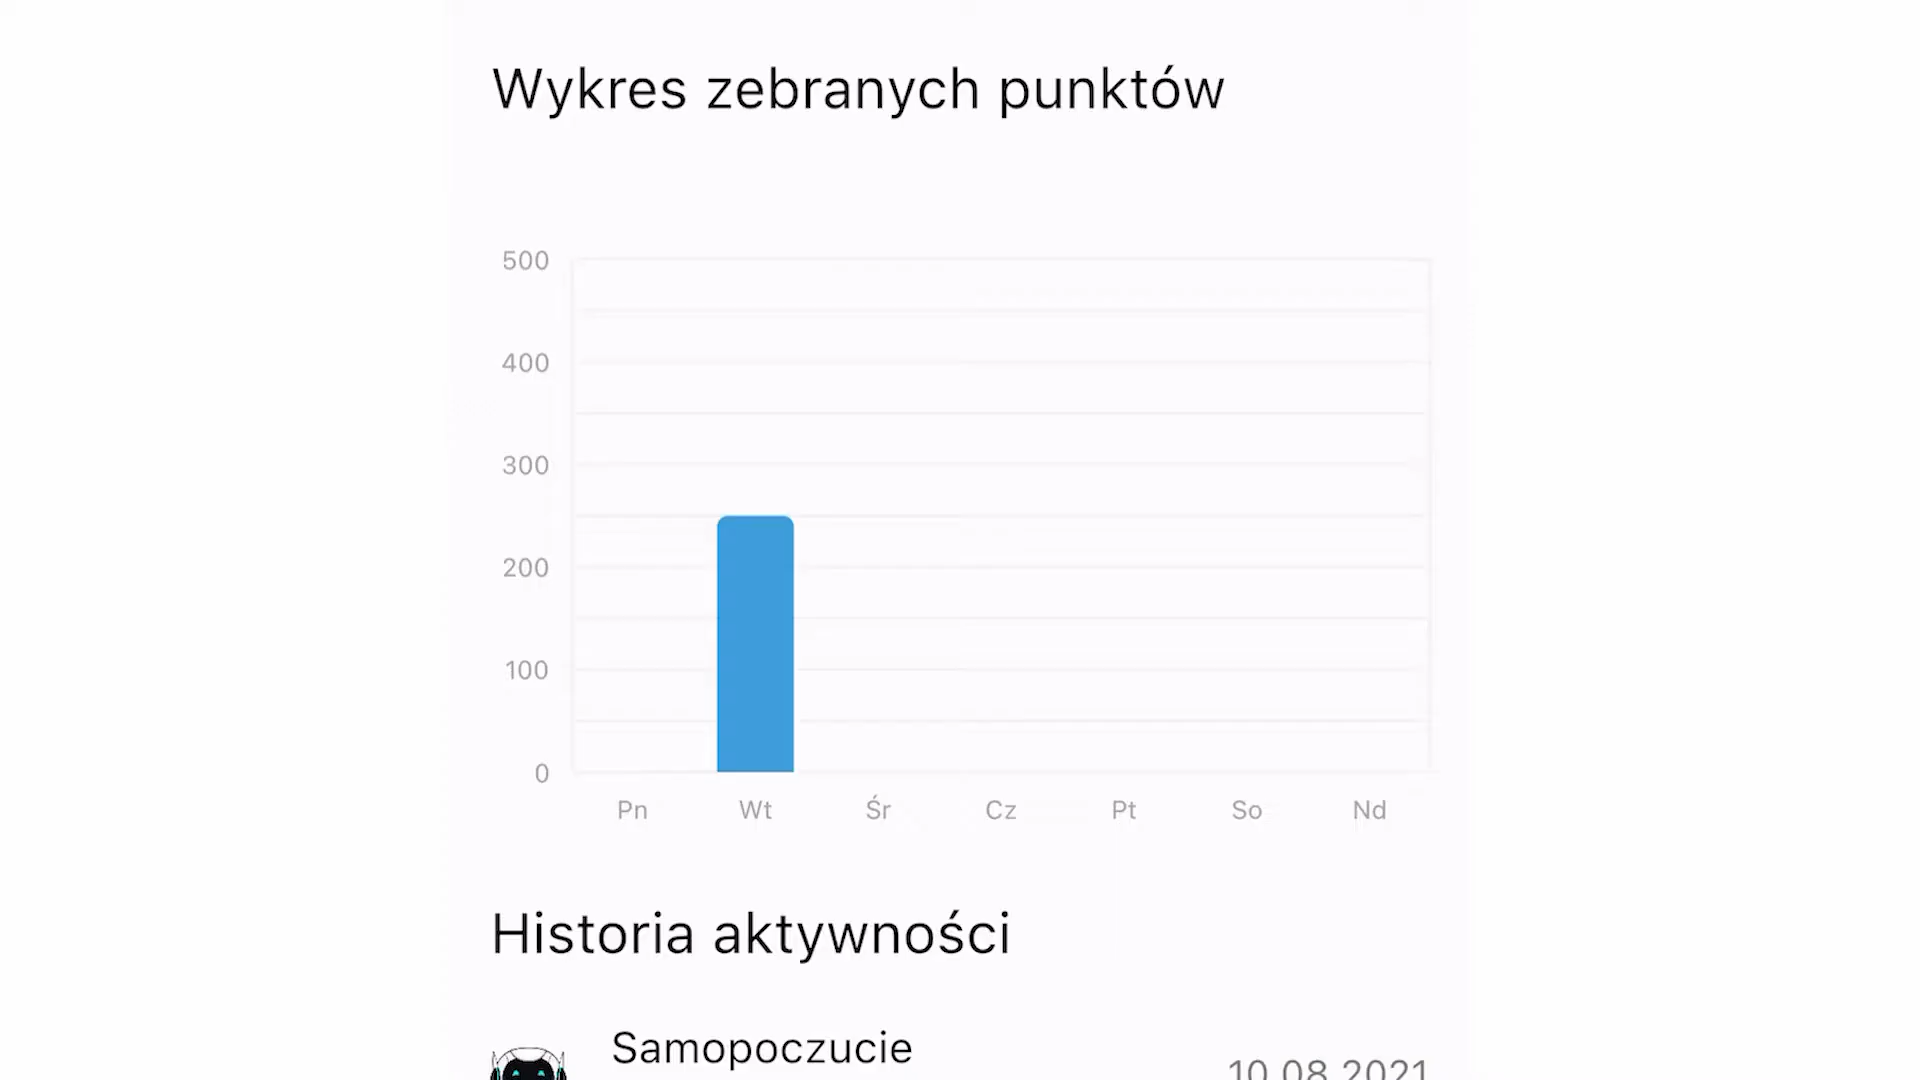 Wykres zebranych punktów
500
400
300
200
100
0
Pn Wt Śr Cz Pt So Nd
Historia aktywności
Samopoczucie
10.08.2021